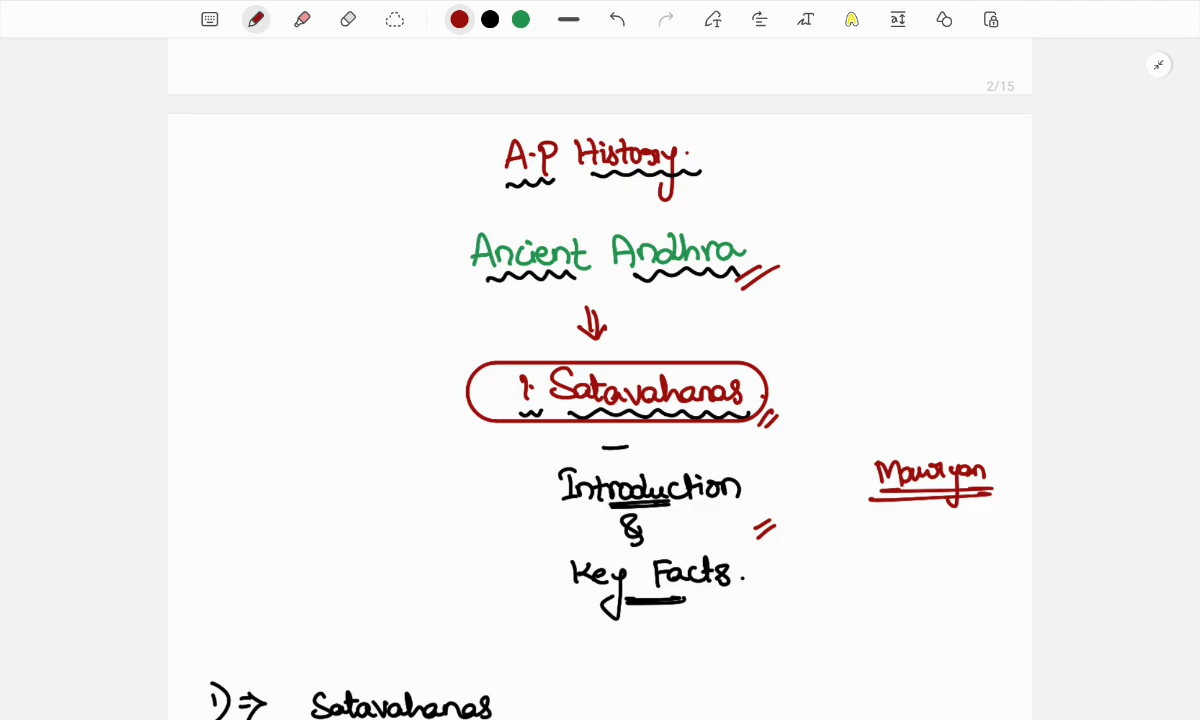 2/15
A.P History.
Ancient Andhra
1. Satavahanas.
Introduction
Mauryan
&
Key Facts.
1) ⇒ Satavahanas